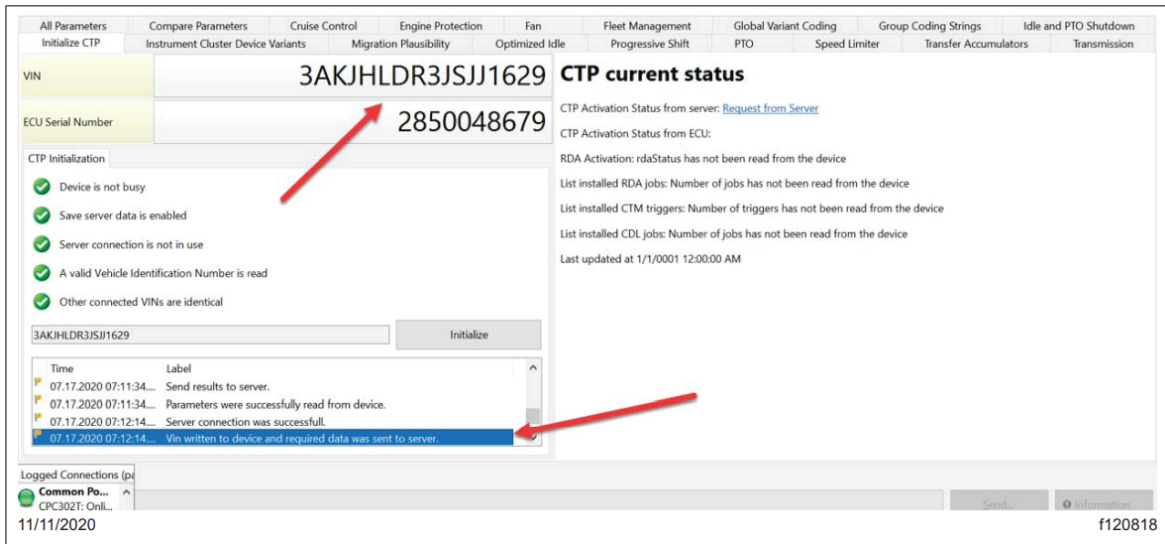 All Parameters Compare Parameters Cruise Control Engine Protection Fan Fleet Management Global Variant Coding Group Coding Strings Idle and PTO Shutdown
Initialize CTP Instrument Cluster Device Variants Migration Plausibility Optimized Idle Progressive Shift PTO Speed Limiter Transfer Accumulators Transmission
VIN 3AKJHLDR3JSJJ1629
ECU Serial Number 2850048679
CTP Initialization
Device is not busy
Save server data is enabled
Server connection is not in use
A valid Vehicle Identification Number is read
Other connected VINs are identical
3AKJHLDR3JSJJ1629 Initialize
Time Label
07.17.2020 07:11:34.... Send results to server.
07.17.2020 07:11:34.... Parameters were successfully read from device.
07.17.2020 07:12:14.... Server connection was successfull.
07.17.2020 07:12:14.... Vin written to device and required data was sent to server.
CTP current status
CTP Activation Status from server: Request from Server
CTP Activation Status from ECU:
RDA Activation: rdaStatus has not been read from the device
List installed RDA jobs: Number of jobs has not been read from the device
List installed CTM triggers: Number of triggers has not been read from the device
List installed CDL jobs: Number of jobs has not been read from the device
Last updated at 1/1/0001 12:00:00 AM
Logged Connections (pa
Common Po...
CPC302T: Onli...
Send... Information
11/11/2020 f120818